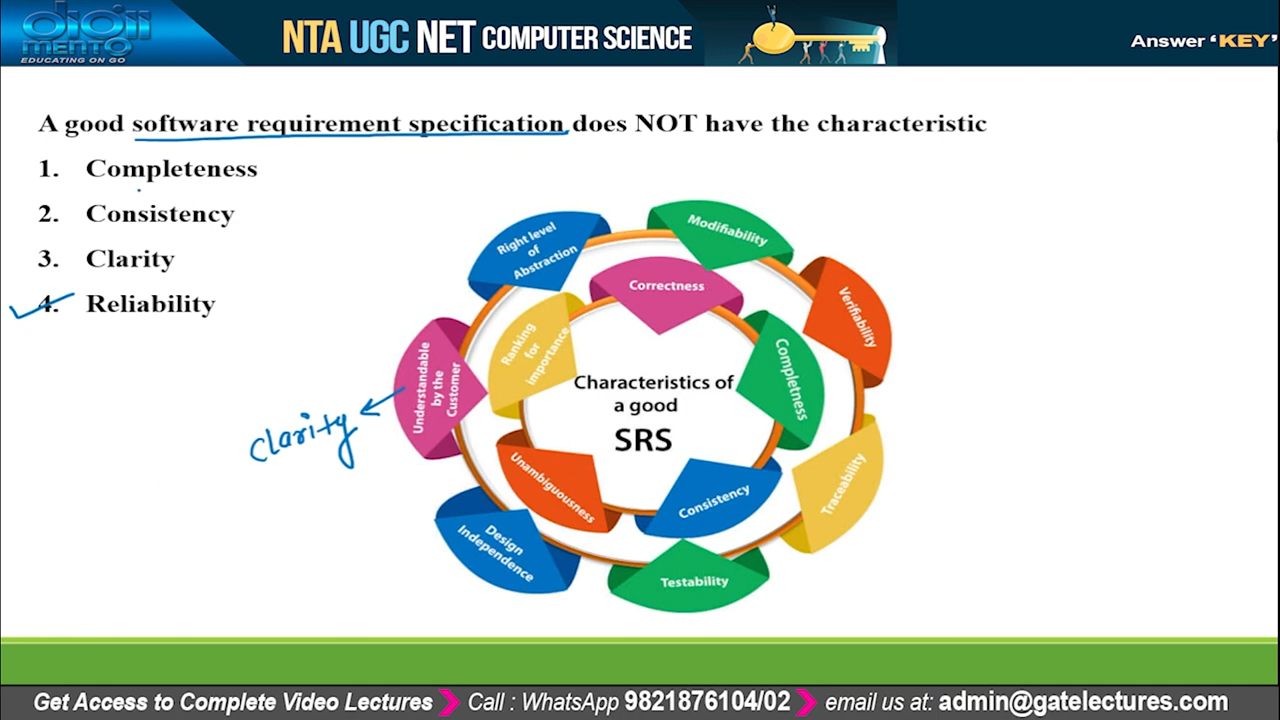 digii
MENTO
EDUCATING ON GO
NTA UGC NET COMPUTER SCIENCE
Answer ‘KEY’
A good software requirement specification does NOT have the characteristic
1. Completeness
2. Consistency
3. Clarity
4. Reliability
Right level
of
Abstraction
Modifiability
Correctness
Verifiability
Ranking
for
importance
Completness
Understandable
by the
Customer
Characteristics of
a good
SRS
Clarity
Unambiguousness
Consistency
Traceability
Design
Independence
Testability
Get Access to Complete Video Lectures Call : WhatsApp 9821876104/02 email us at: admin@gatelectures.com